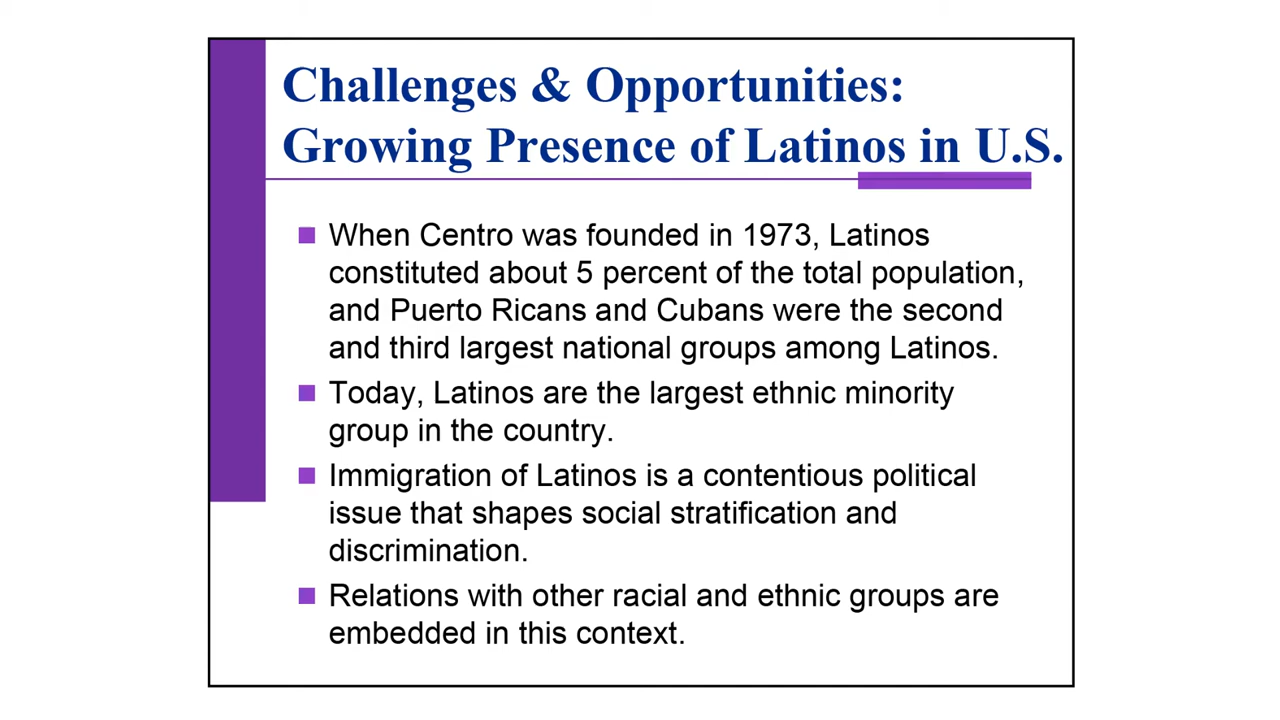 Challenges & Opportunities:
Growing Presence of Latinos in U.S.
When Centro was founded in 1973, Latinos
constituted about 5 percent of the total population,
and Puerto Ricans and Cubans were the second
and third largest national groups among Latinos.
Today, Latinos are the largest ethnic minority
group in the country.
Immigration of Latinos is a contentious political
issue that shapes social stratification and
discrimination.
Relations with other racial and ethnic groups are
embedded in this context.